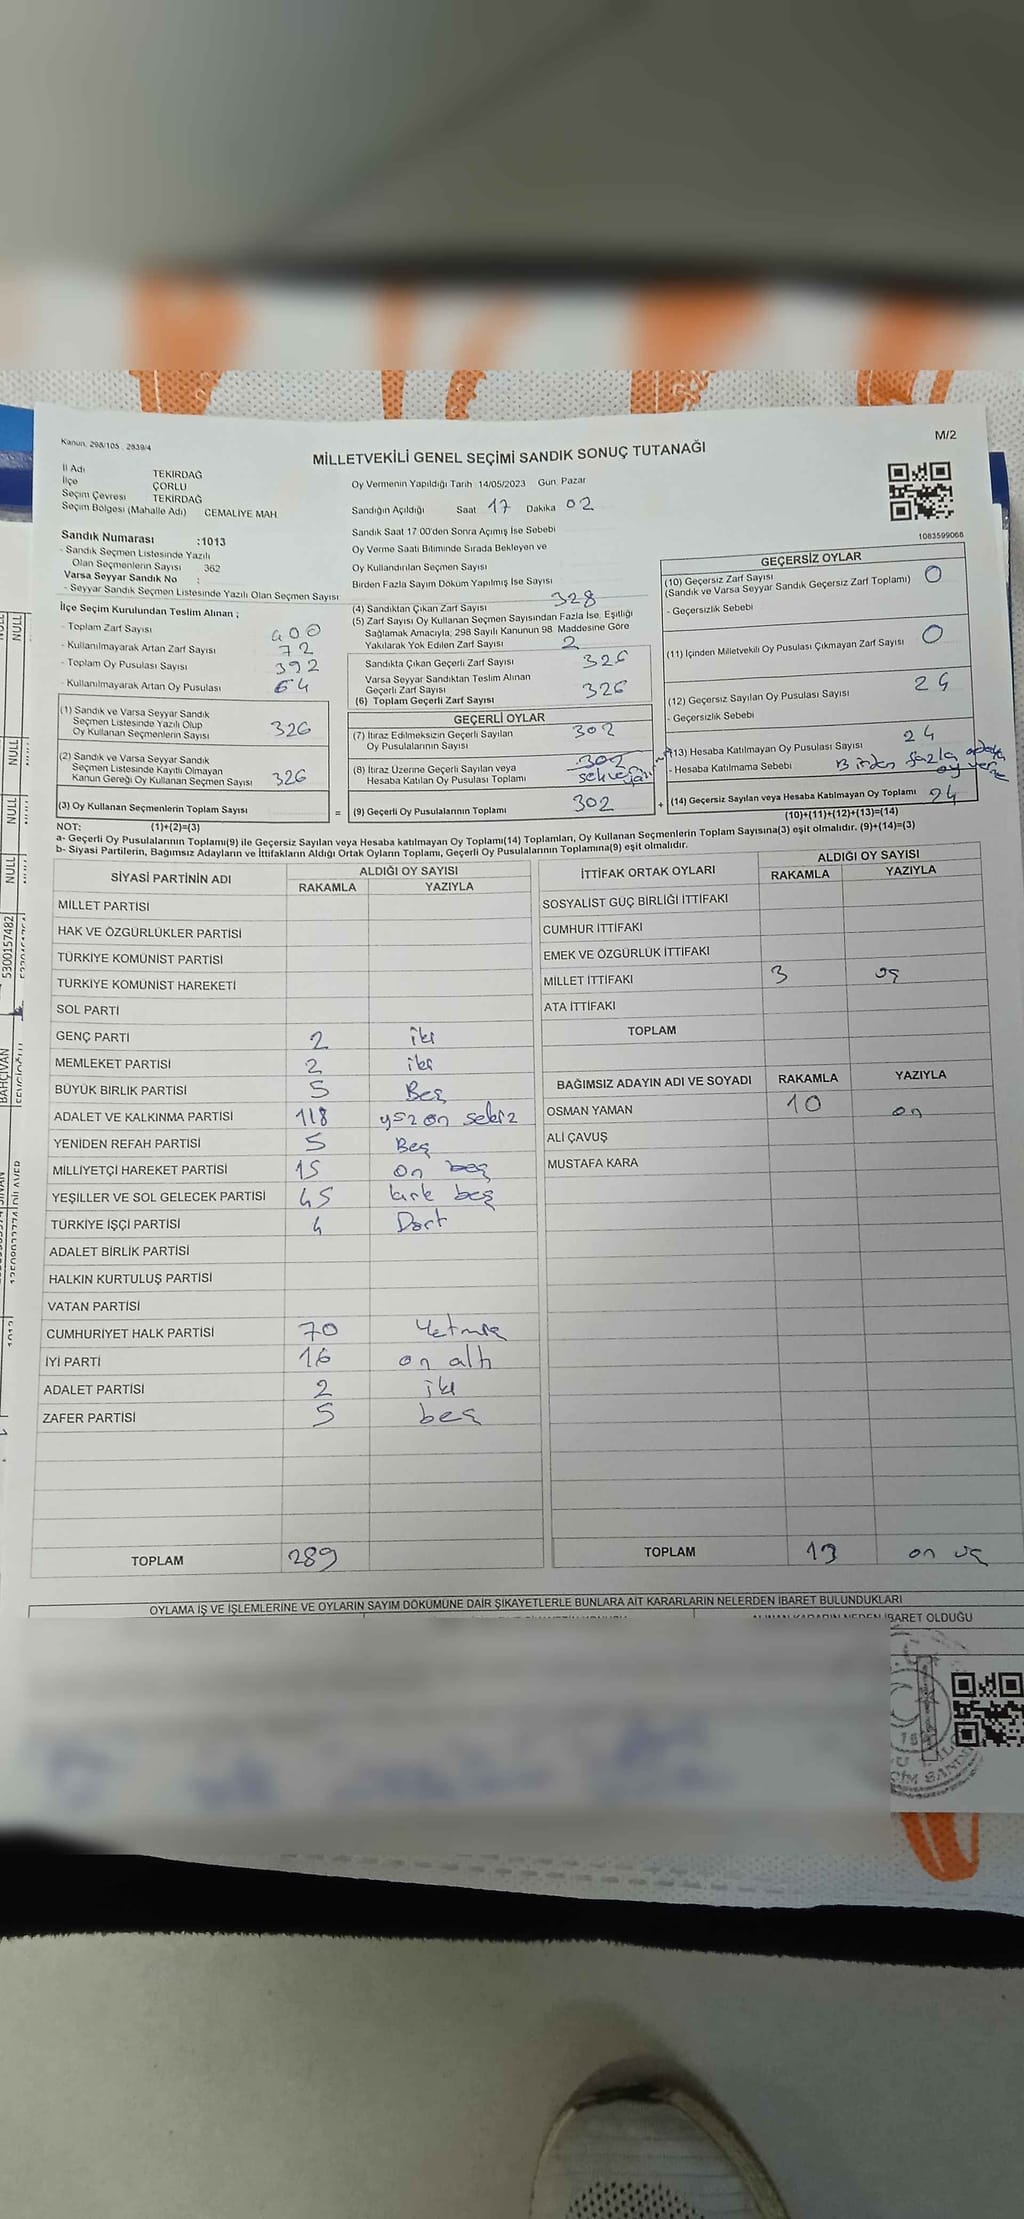 Kanun, 298/105, 2839/4
M/2
MİLLETVEKİLİ GENEL SEÇİMİ SANDIK SONUÇ TUTANAĞI
İl Adı TEKİRDAĞ
İlçe ÇORLU
Seçim Çevresi TEKİRDAĞ
Seçim Bölgesi (Mahalle Adı) CEMALİYE MAH
Oy Vermenin Yapıldığı Tarih 14/05/2023 Gün Pazar
Sandığın Açıldığı Saat 17 Dakika 02
Sandık Saat 17 00'den Sonra Açımış İse Sebebi
Oy Verme Saati Bitiminde Sırada Bekleyen ve
Oy Kullandırılan Seçmen Sayısı
Birden Fazla Sayım Döküm Yapılmış İse Sayısı
1083599068
Sandık Numarası :1013
- Sandık Seçmen Listesinde Yazılı
Olan Seçmenlerin Sayısı 362
Varsa Seyyar Sandık No :
- Seyyar Sandık Seçmen Listesinde Yazılı Olan Seçmen Sayısı
İlçe Seçim Kurulundan Teslim Alınan ;
- Toplam Zarf Sayısı 400
- Kullanılmayarak Artan Zarf Sayısı 72
- Toplam Oy Pusulası Sayısı 392
- Kullanılmayarak Artan Oy Pusulası 64
(1) Sandık ve Varsa Seyyar Sandık
Seçmen Listesinde Yazılı Olup
Oy Kullanan Seçmenlerin Sayısı 326
(2) Sandık ve Varsa Seyyar Sandık
Seçmen Listesinde Kayıtlı Olmayan
Kanun Gereği Oy Kullanan Seçmen Sayısı 326
(3) Oy Kullanan Seçmenlerin Toplam Sayısı =
(1)+(2)=(3)
(4) Sandıktan Çıkan Zarf Sayısı 328
(5) Zarf Sayısı Oy Kullanan Seçmen Sayısından Fazla İse, Eşitliği
Sağlamak Amacıyla, 298 Sayılı Kanunun 98. Maddesine Göre
Yakılarak Yok Edilen Zarf Sayısı 2
Sandıkta Çıkan Geçerli Zarf Sayısı 326
Varsa Seyyar Sandıktan Teslim Alınan
Geçerli Zarf Sayısı
(6) Toplam Geçerli Zarf Sayısı 326
GEÇERLİ OYLAR
(7) İtiraz Edilmeksizin Geçerli Sayılan
Oy Pusulalarının Sayısı 302
(8) İtiraz Üzerine Geçerli Sayılan veya
Hesaba Katılan Oy Pusulası Toplamı 302
(9) Geçerli Oy Pusulalarının Toplamı 302 +
GEÇERSİZ OYLAR
(10) Geçersiz Zarf Sayısı 0
(Sandık ve Varsa Seyyar Sandık Geçersiz Zarf Toplamı)
- Geçersizlik Sebebi
(11) İçinden Milletvekili Oy Pusulası Çıkmayan Zarf Sayısı 0
(12) Geçersiz Sayılan Oy Pusulası Sayısı 24
- Geçersizlik Sebebi
(13) Hesaba Katılmayan Oy Pusulası Sayısı 24
- Hesaba Katılmama Sebebi Birden fazla adaya oy verme
(14) Geçersiz Sayılan veya Hesaba Katılmayan Oy Toplamı 24
(10)+(11)+(12)+(13)=(14)
NOT:
a- Geçerli Oy Pusulalarının Toplamı(9) ile Geçersiz Sayılan veya Hesaba katılmayan Oy Toplamı(14) Toplamları, Oy Kullanan Seçmenlerin Toplam Sayısına(3) eşit olmalıdır. (9)+(14)=(3)
b- Siyasi Partilerin, Bağımsız Adayların ve İttifakların Aldığı Ortak Oyların Toplamı, Geçerli Oy Pusulalarının Toplamına(9) eşit olmalıdır.
SİYASİ PARTİNİN ADI ALDIĞI OY SAYISI
RAKAMLA YAZIYLA
MİLLET PARTİSİ
HAK VE ÖZGÜRLÜKLER PARTİSİ
TÜRKİYE KOMÜNİST PARTİSİ
TÜRKİYE KOMÜNİST HAREKETİ
SOL PARTİ
GENÇ PARTİ 2 iki
MEMLEKET PARTİSİ 2 iki
BÜYÜK BİRLİK PARTİSİ 5 Beş
ADALET VE KALKINMA PARTİSİ 118 yüz on sekiz
YENİDEN REFAH PARTİSİ 5 Beş
MİLLİYETÇİ HAREKET PARTİSİ 15 on beş
YEŞİLLER VE SOL GELECEK PARTİSİ 45 kırk beş
TÜRKİYE İŞÇİ PARTİSİ 4 Dört
ADALET BİRLİK PARTİSİ
HALKIN KURTULUŞ PARTİSİ
VATAN PARTİSİ
CUMHURİYET HALK PARTİSİ 70 Yetmiş
İYİ PARTİ 16 on altı
ADALET PARTİSİ 2 iki
ZAFER PARTİSİ 5 beş
TOPLAM 289
İTTİFAK ORTAK OYLARI ALDIĞI OY SAYISI
RAKAMLA YAZIYLA
SOSYALİST GÜÇ BİRLİĞİ İTTİFAKI
CUMHUR İTTİFAKI
EMEK VE ÖZGÜRLÜK İTTİFAKI
MİLLET İTTİFAKI 3 üç
ATA İTTİFAKI
TOPLAM
BAĞIMSIZ ADAYIN ADI VE SOYADI RAKAMLA YAZIYLA
OSMAN YAMAN 10 on
ALİ ÇAVUŞ
MUSTAFA KARA
TOPLAM 13 on üç
OYLAMA İŞ VE İŞLEMLERİNE VE OYLARIN SAYIM DÖKÜMÜNE DAİR ŞİKAYETLERLE BUNLARA AİT KARARLARIN NELERDEN İBARET BULUNDUKLARI
ALINAN KARARIN NEDEN İBARET OLDUĞU
NULL
NULL
NULL
NULL
5300157482
BAHÇİVAN